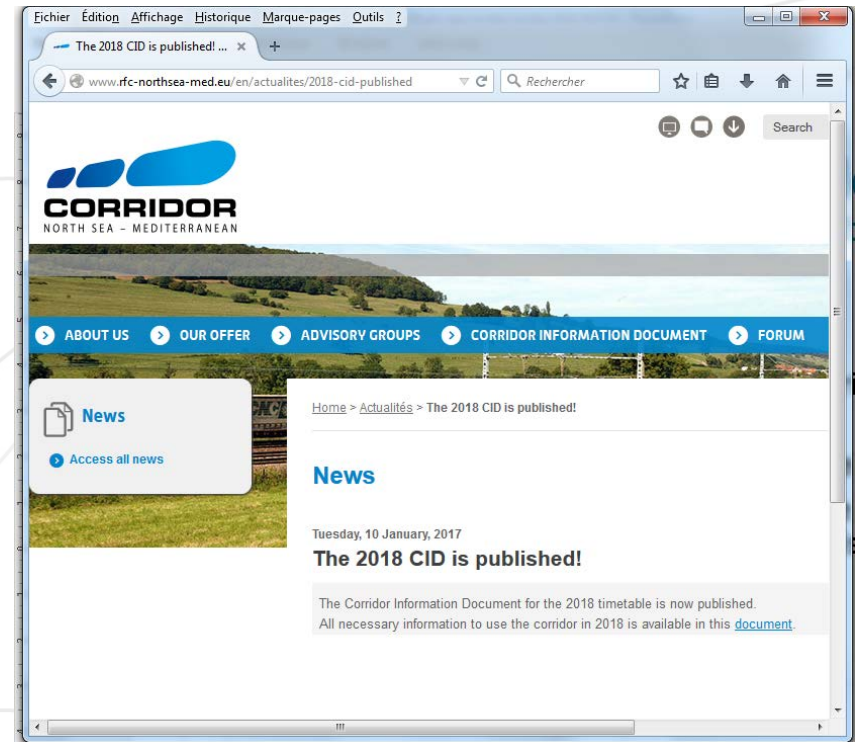 Fichier Édition Affichage Historique Marque-pages Outils ?
The 2018 CID is published! ... × +
www.rfc-northsea-med.eu/en/actualites/2018-cid-published Rechercher
Search
CORRIDOR
NORTH SEA – MEDITERRANEAN
ABOUT US OUR OFFER ADVISORY GROUPS CORRIDOR INFORMATION DOCUMENT FORUM
News
Access all news
Home > Actualités > The 2018 CID is published!
News
Tuesday, 10 January, 2017
The 2018 CID is published!
The Corridor Information Document for the 2018 timetable is now published.
All necessary information to use the corridor in 2018 is available in this document.